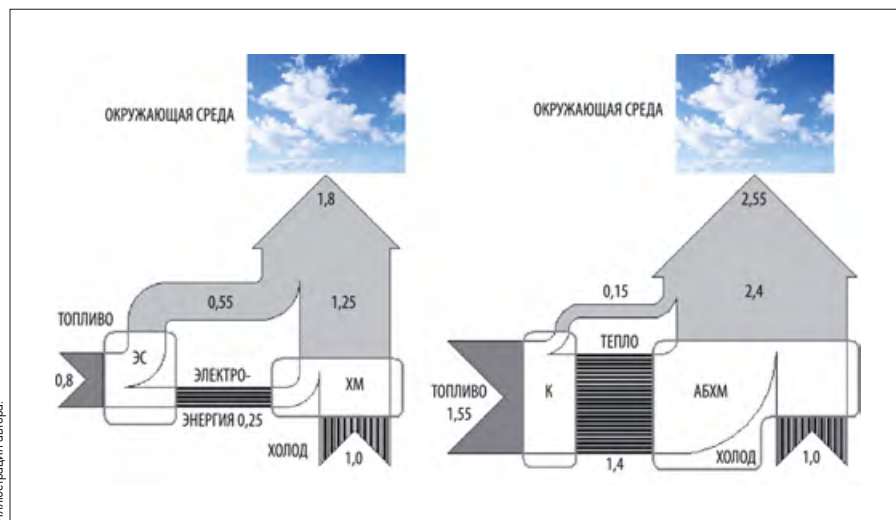 ОКРУЖАЮЩАЯ СРЕДА
1,8
0,55
1,25
ТОПЛИВО
ЭС
0,8
ЭЛЕКТРО-
ЭНЕРГИЯ 0,25
ХМ
ХОЛОД
1,0
ОКРУЖАЮЩАЯ СРЕДА
2,55
0,15
2,4
ТЕПЛО
ТОПЛИВО
1,55
К
АБХМ
1,4
ХОЛОД
1,0
Иллюстрации автора.